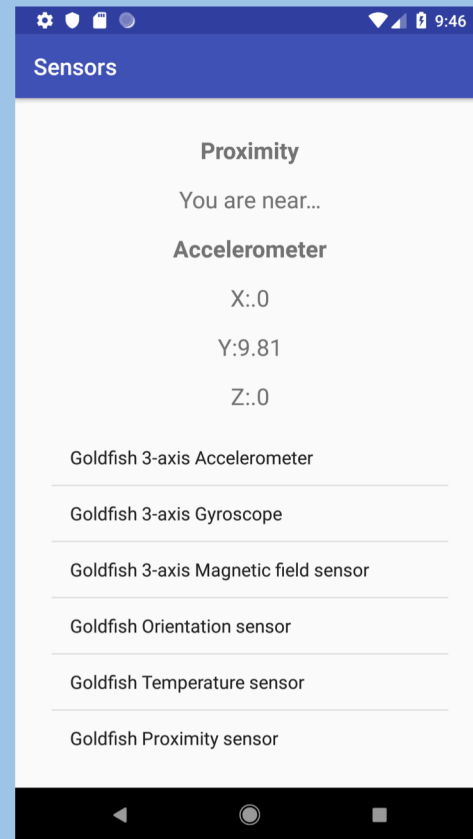 9:46
Sensors
Proximity
You are near...
Accelerometer
X:.0
Y:9.81
Z:.0
Goldfish 3-axis Accelerometer
Goldfish 3-axis Gyroscope
Goldfish 3-axis Magnetic field sensor
Goldfish Orientation sensor
Goldfish Temperature sensor
Goldfish Proximity sensor